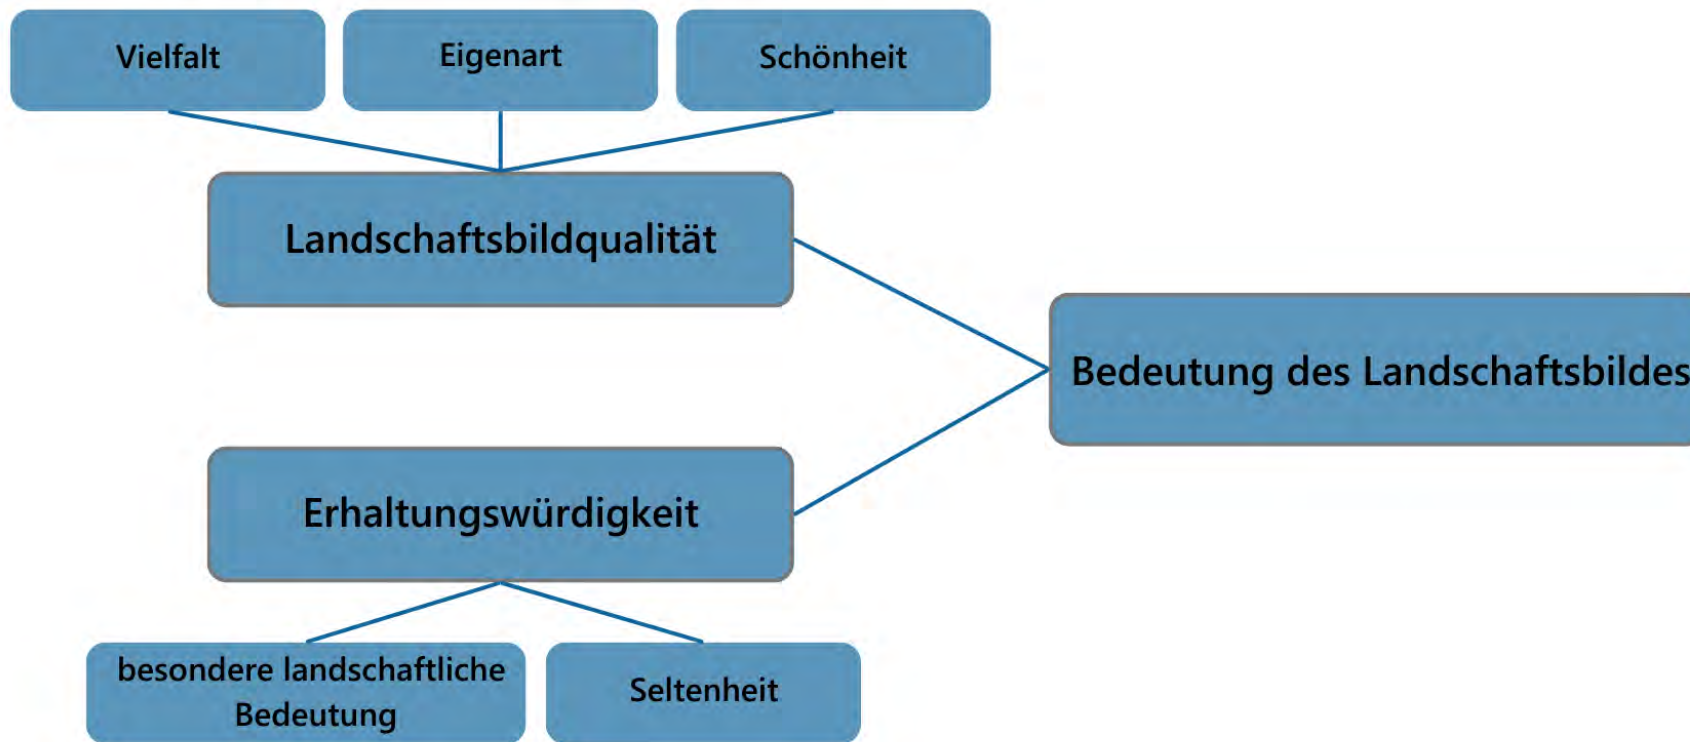 Vielfalt
Eigenart
Schönheit
Landschaftsbildqualität
Bedeutung des Landschaftsbildes
Erhaltungswürdigkeit
besondere landschaftliche
Bedeutung
Seltenheit